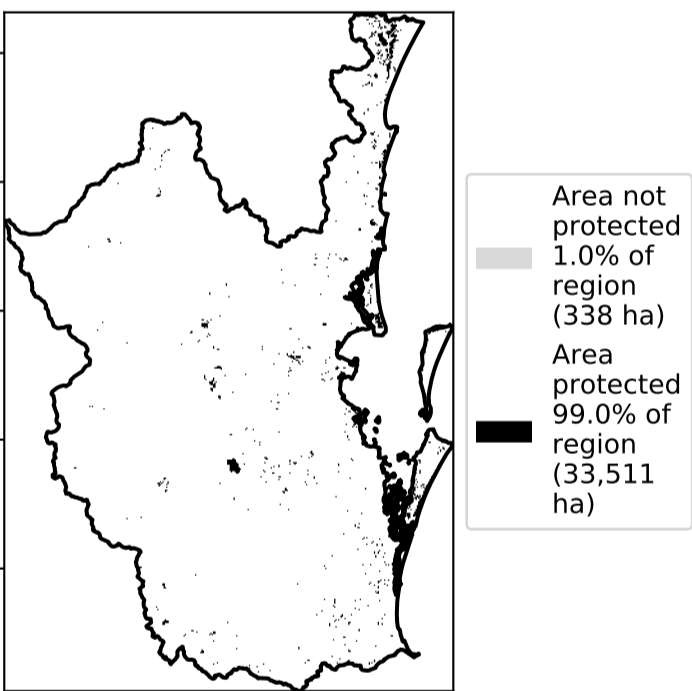 Area not
protected
1.0% of
region
(338 ha)
Area
protected
99.0% of
region
(33,511
ha)